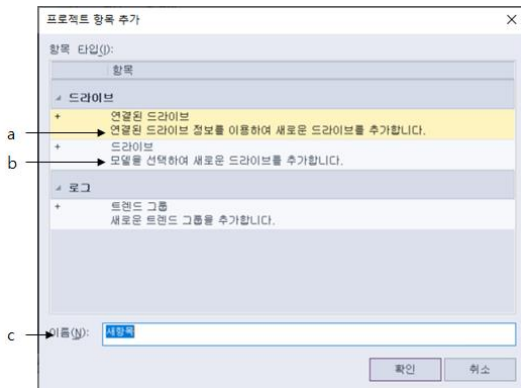 프로젝트 항목 추가
항목 타입(I):
항목
드라이브
+ 연결된 드라이브
a 연결된 드라이브 정보를 이용하여 새로운 드라이브를 추가합니다.
+ 드라이브
b 모델을 선택하여 새로운 드라이브를 추가합니다.
로그
+ 트렌드 그룹
새로운 트렌드 그룹을 추가합니다.
c 이름(N): 새항목
확인 취소